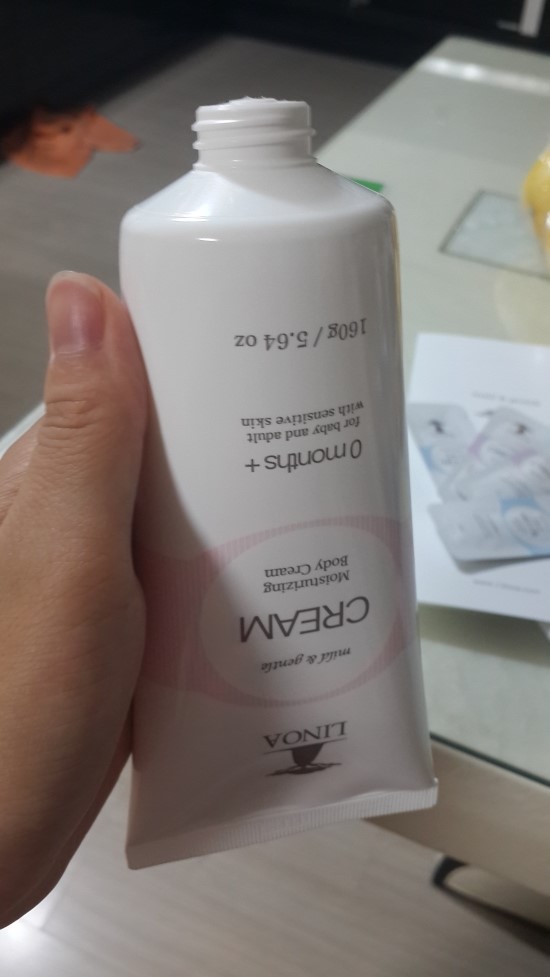 LINOA
mild & gentle
CREAM
Moisturizing
Body Cream
0 months +
for baby and adult
with sensitive skin
160g / 5.64 oz